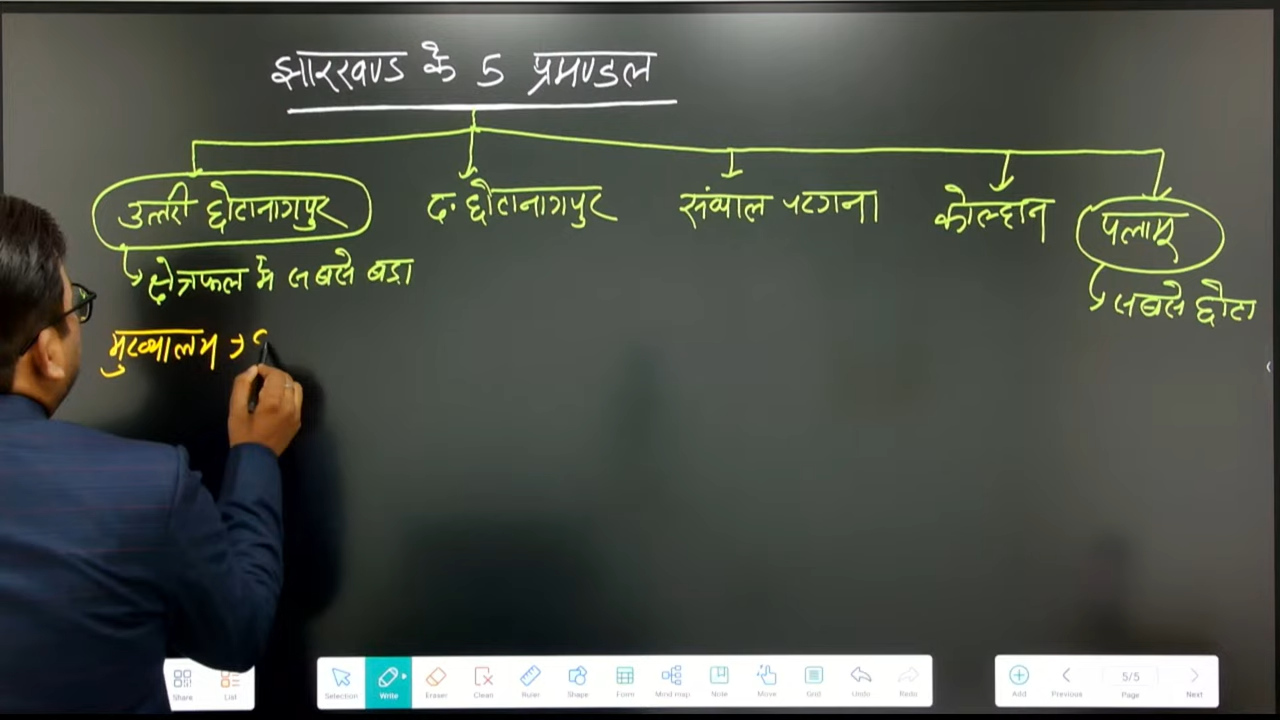 झारखण्ड के 5 प्रमण्डल
उत्तरी छोटानागपुर
द. छोटानागपुर
संथाल परगना
कोल्हान
पलामू
क्षेत्रफल में सबसे बड़ा
सबसे छोटा
मुख्यालय →
Share
List
Selection
Write
Eraser
Clean
Ruler
Shape
Form
Mind map
Note
Move
Grid
Undo
Redo
Add
Previous
5/5
Page
Next